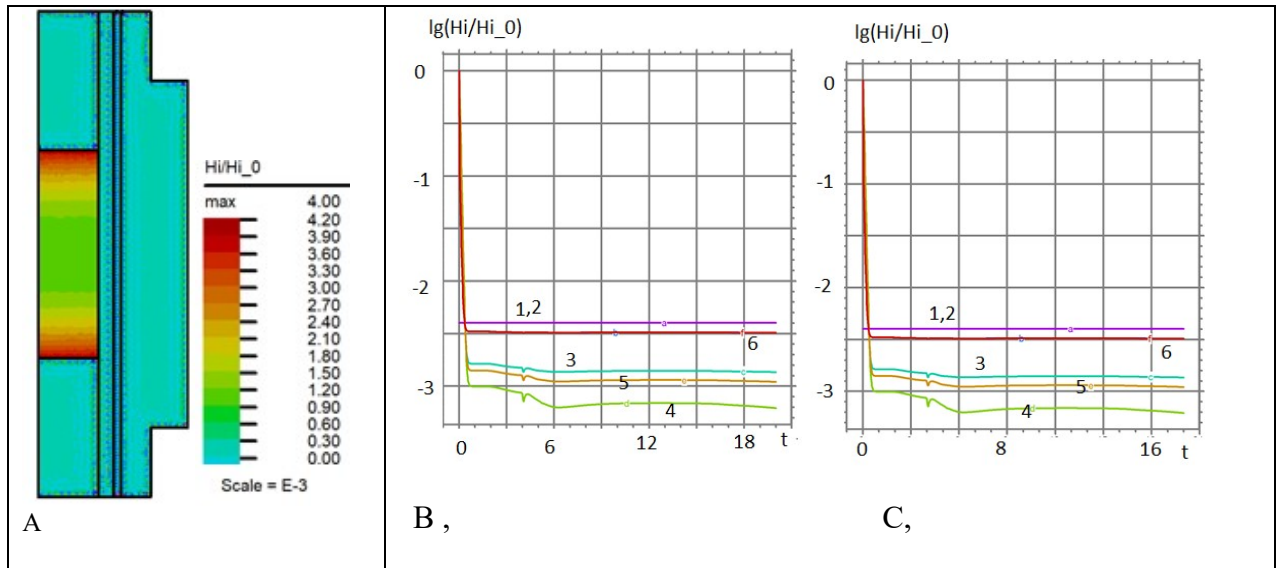 Hi/Hi_0
max 4.00
4.20
3.90
3.60
3.30
3.00
2.70
2.40
2.10
1.80
1.50
1.20
0.90
0.60
0.30
0.00
Scale = E-3
A
lg(Hi/Hi_0)
0
-1
-2
-3
1,2
a
b
f
6
3
c
5
e
d
4
0 6 12 18 t
B ,
lg(Hi/Hi_0)
0
-1
-2
-3
1,2
a
b
f
6
3
c
5
e
4
d
0 8 16 t
C,